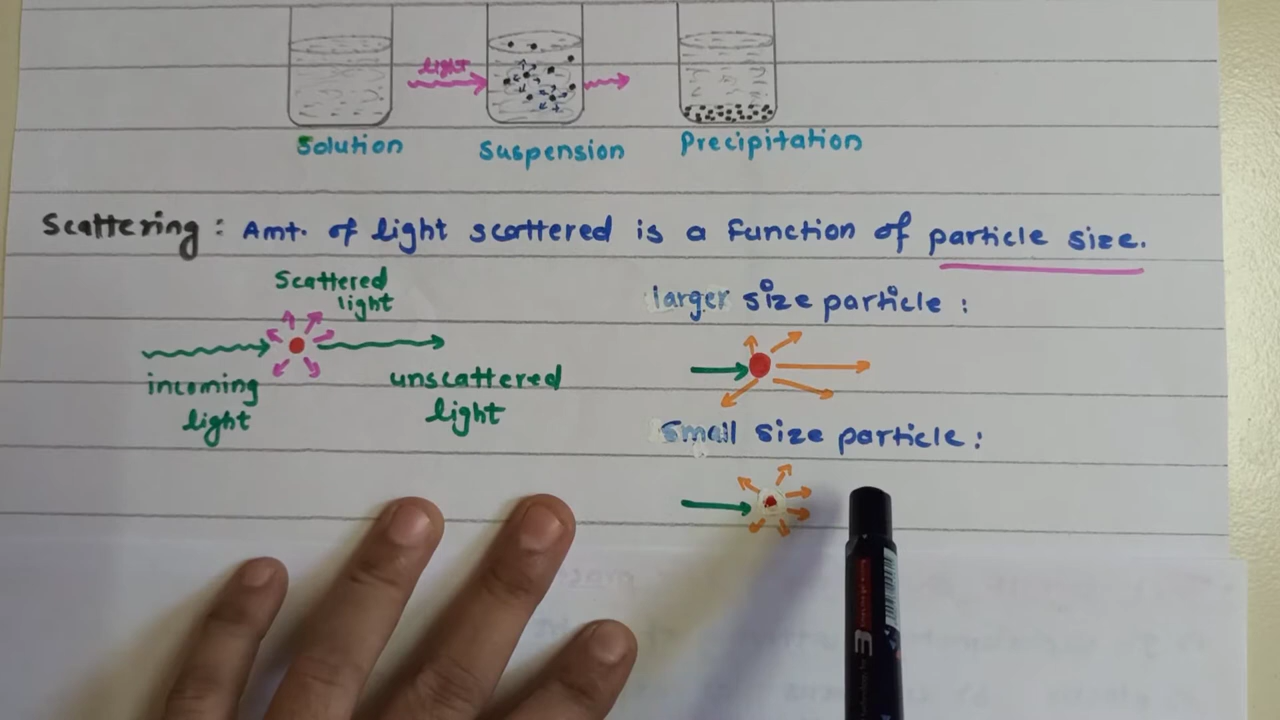 light
Solution
Suspension
Precipitation
Scattering : Amt. of light scattered is a function of particle size.
Scattered
light
incoming
light
unscattered
light
larger size particle :
Small size particle :